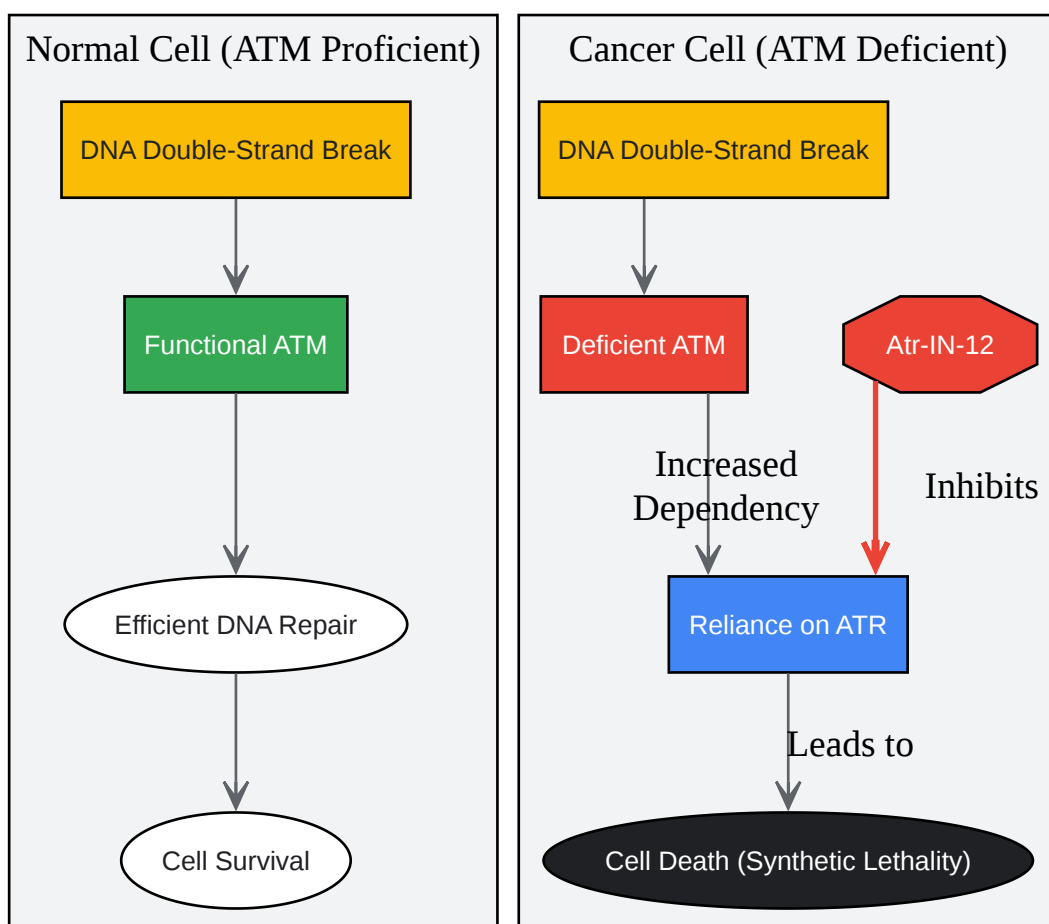 Normal Cell (ATM Proficient)
DNA Double-Strand Break
Functional ATM
Efficient DNA Repair
Cell Survival
Cancer Cell (ATM Deficient)
DNA Double-Strand Break
Deficient ATM
Atr-IN-12
Increased
Dependency
Inhibits
Reliance on ATR
Leads to
Cell Death (Synthetic Lethality)